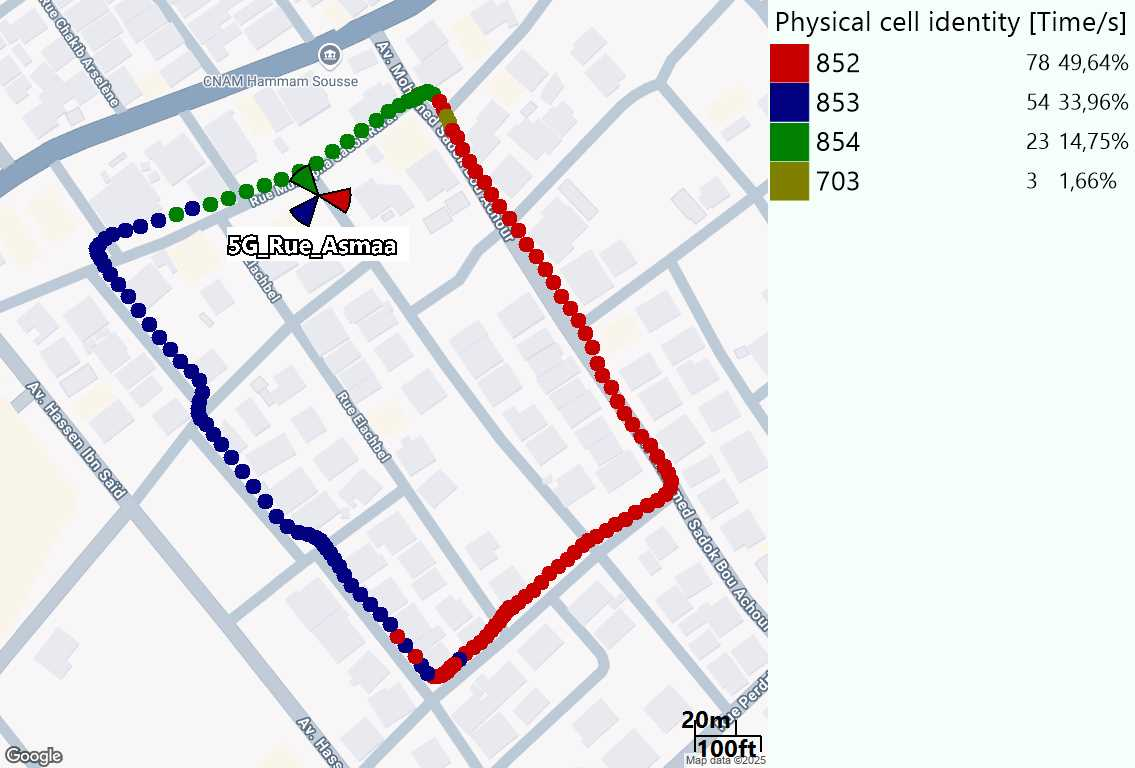 Rue Chakib Arselène
CNAM Hammam Sousse
5G_Rue_Asmaa
Rue Elachbel
Av. Hassen Ibn Saïd
Av. Hass
20m
100ft
Google
Map data ©2025
Physical cell identity [Time/s]
852 78 49,64%
853 54 33,96%
854 23 14,75%
703 3 1,66%